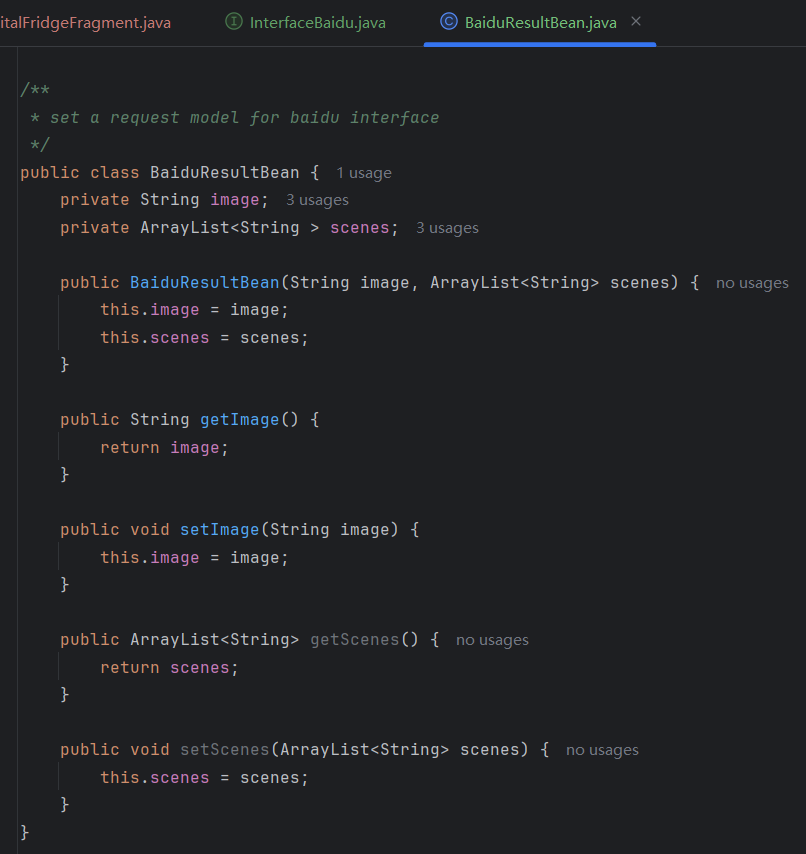 italFridgeFragment.java InterfaceBaidu.java BaiduResultBean.java
/**
 * set a request model for baidu interface
 */
public class BaiduResultBean { 1 usage
    private String image; 3 usages
    private ArrayList<String > scenes; 3 usages
    public BaiduResultBean(String image, ArrayList<String> scenes) { no usages
        this.image = image;
        this.scenes = scenes;
    }
    public String getImage() {
        return image;
    }
    public void setImage(String image) {
        this.image = image;
    }
    public ArrayList<String> getScenes() { no usages
        return scenes;
    }
    public void setScenes(ArrayList<String> scenes) { no usages
        this.scenes = scenes;
    }
}